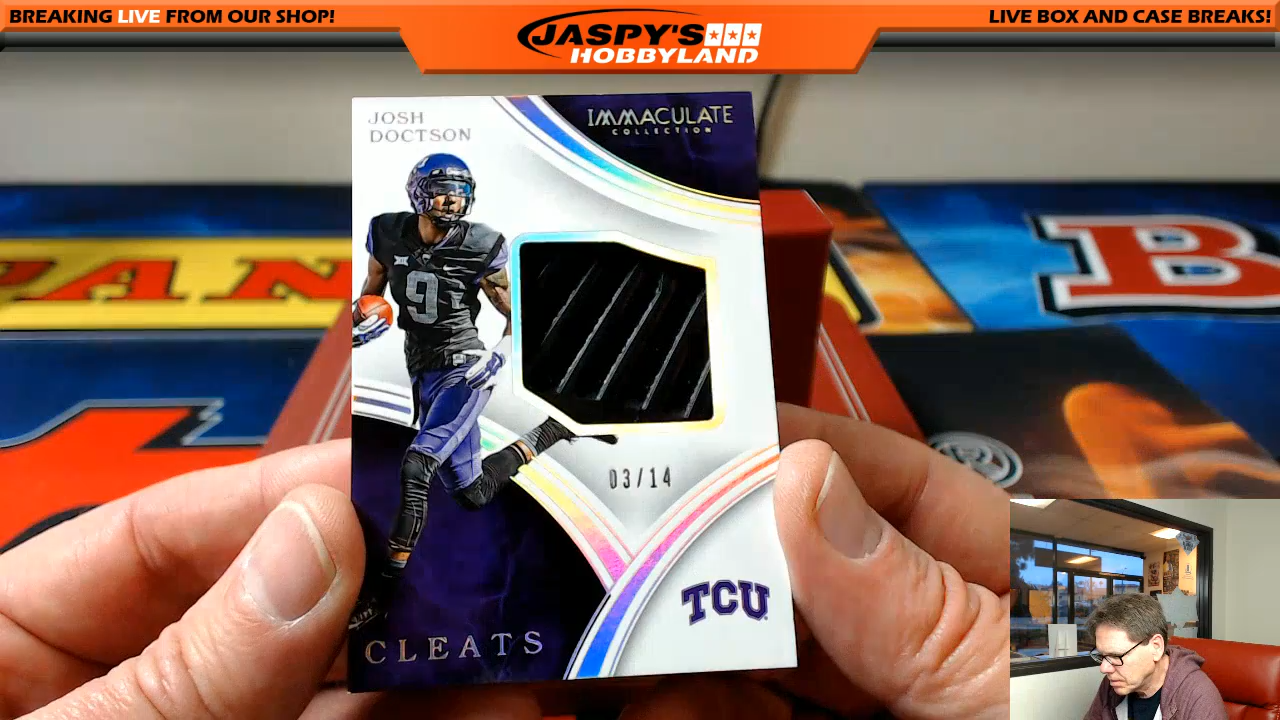 BREAKING LIVE FROM OUR SHOP!
JASPY'S
HOBBYLAND
LIVE BOX AND CASE BREAKS!
JOSH
DOCTSON
IMMACULATE
COLLECTION
9
03/14
TCU
CLEATS
PANI
B